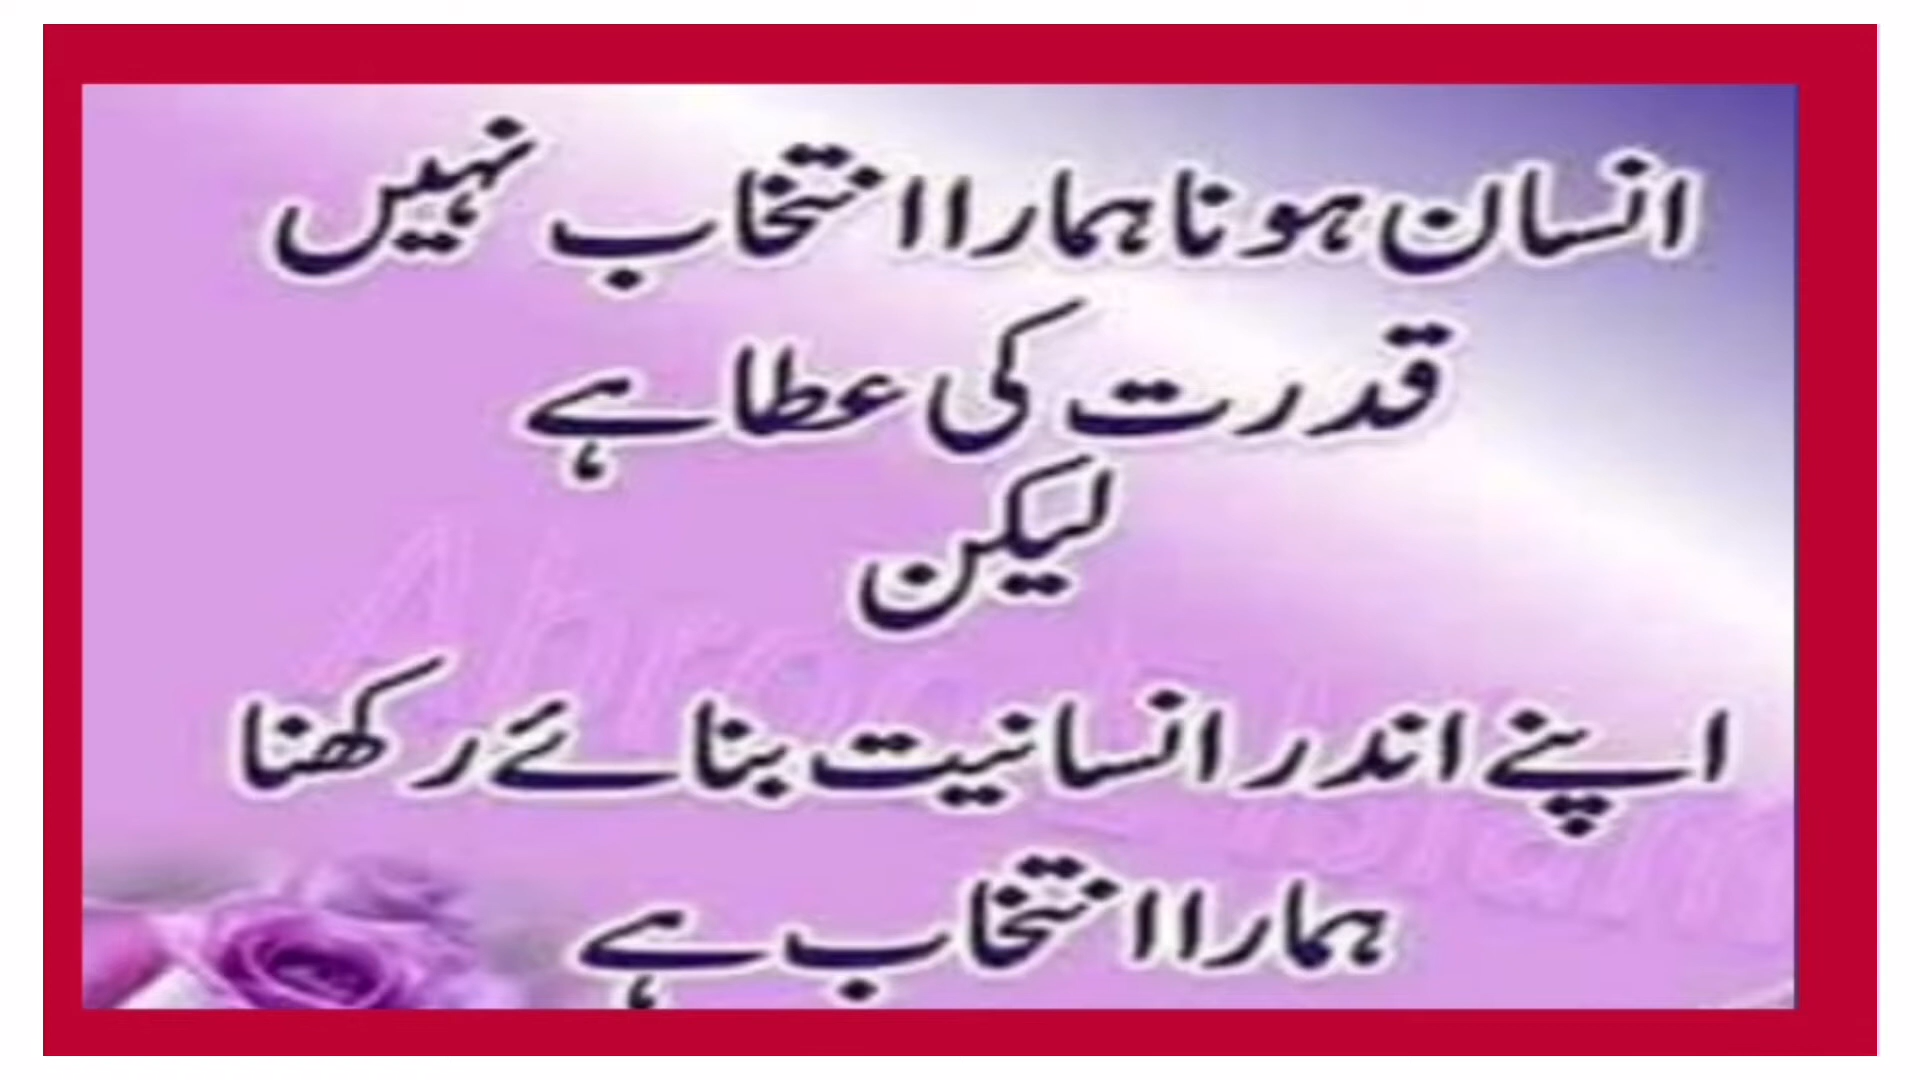 انسان ہونا ہمارا انتخاب نہیں
قدرت کی عطا ہے
لیکن
اپنے اندر انسانیت بنائے رکھنا
ہمارا انتخاب ہے